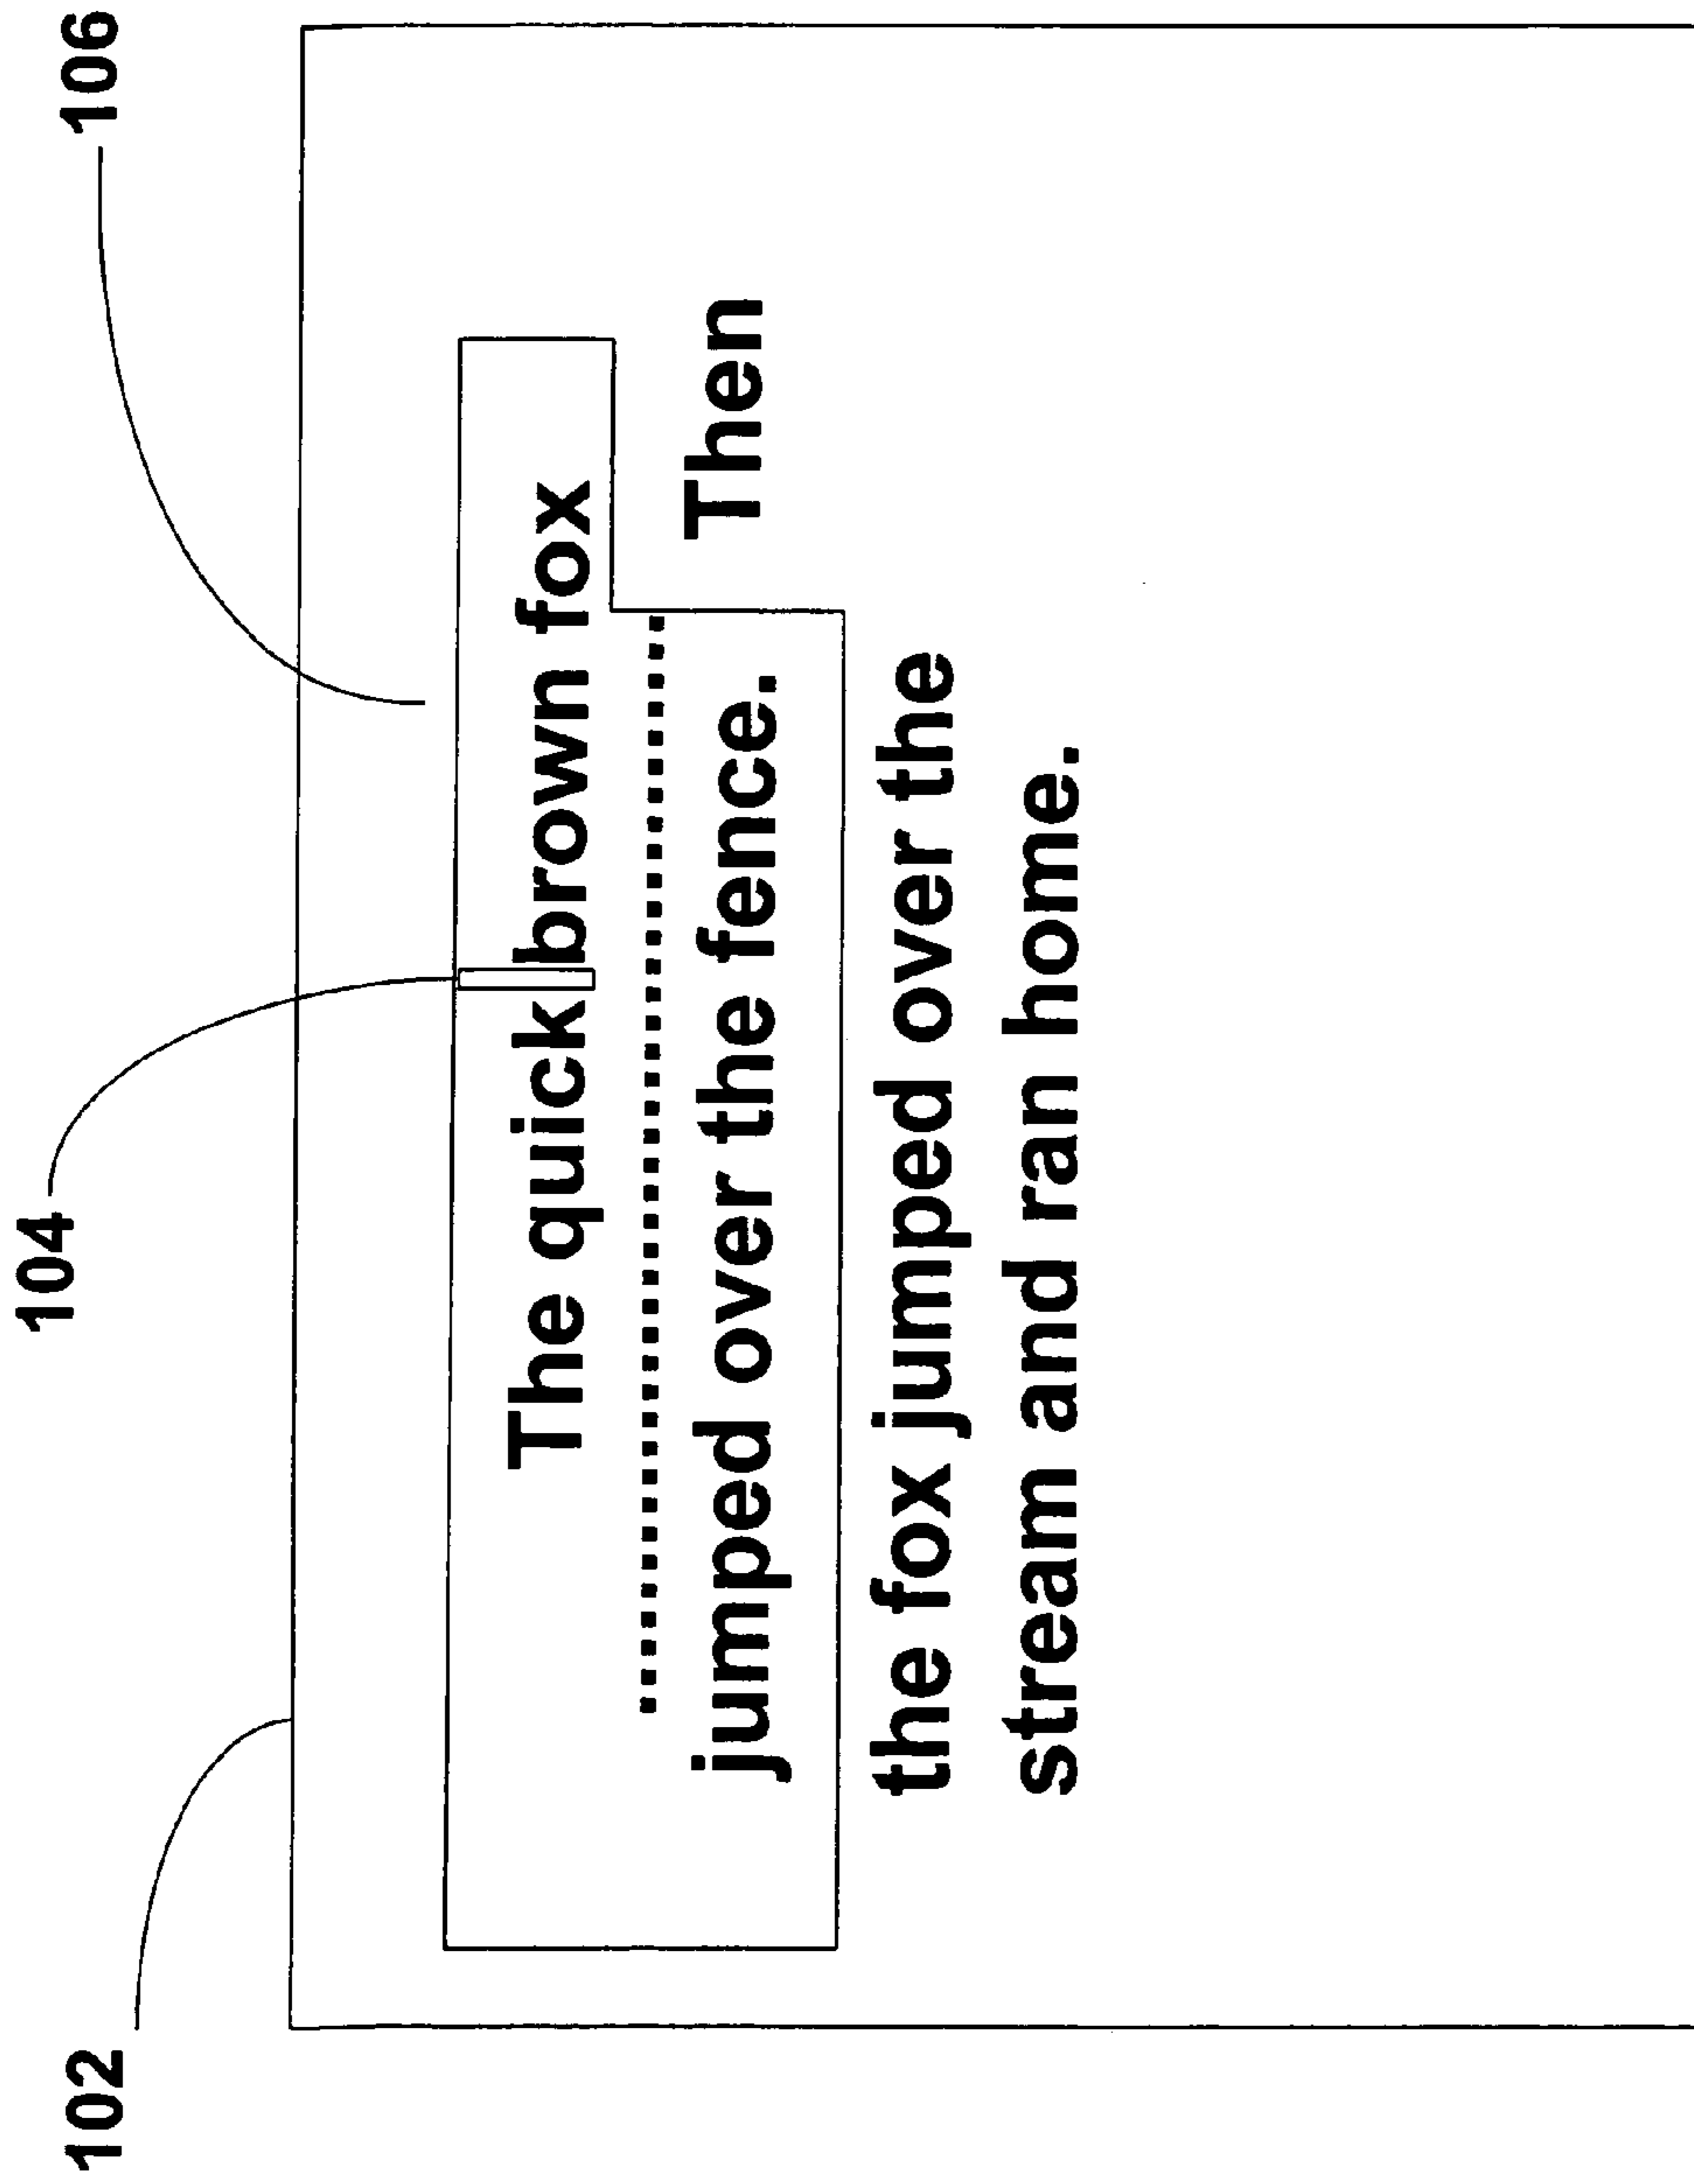 102 104 106
The quick brown fox
jumped over the fence. Then
the fox jumped over the
stream and ran home.